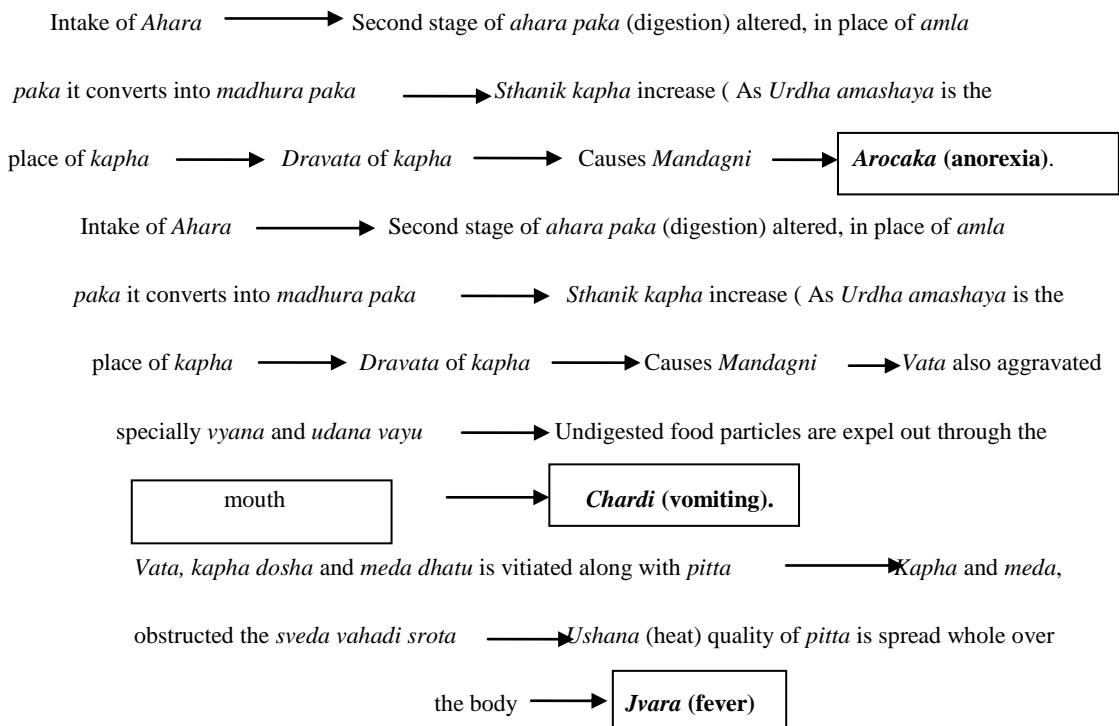 Intake of Ahara Second stage of ahara paka (digestion) altered, in place of amla
paka it converts into madhura paka Sthanik kapha increase ( As Urdha amashaya is the
place of kapha Dravata of kapha Causes Mandagni Arocaka (anorexia).
Intake of Ahara Second stage of ahara paka (digestion) altered, in place of amla
paka it converts into madhura paka Sthanik kapha increase ( As Urdha amashaya is the
place of kapha Dravata of kapha Causes Mandagni Vata also aggravated
specially vyana and udana vayu Undigested food particles are expel out through the
mouth Chardi (vomiting).
Vata, kapha dosha and meda dhatu is vitiated along with pitta Kapha and meda,
obstructed the sveda vahadi srota Ushana (heat) quality of pitta is spread whole over
the body Jvara (fever)